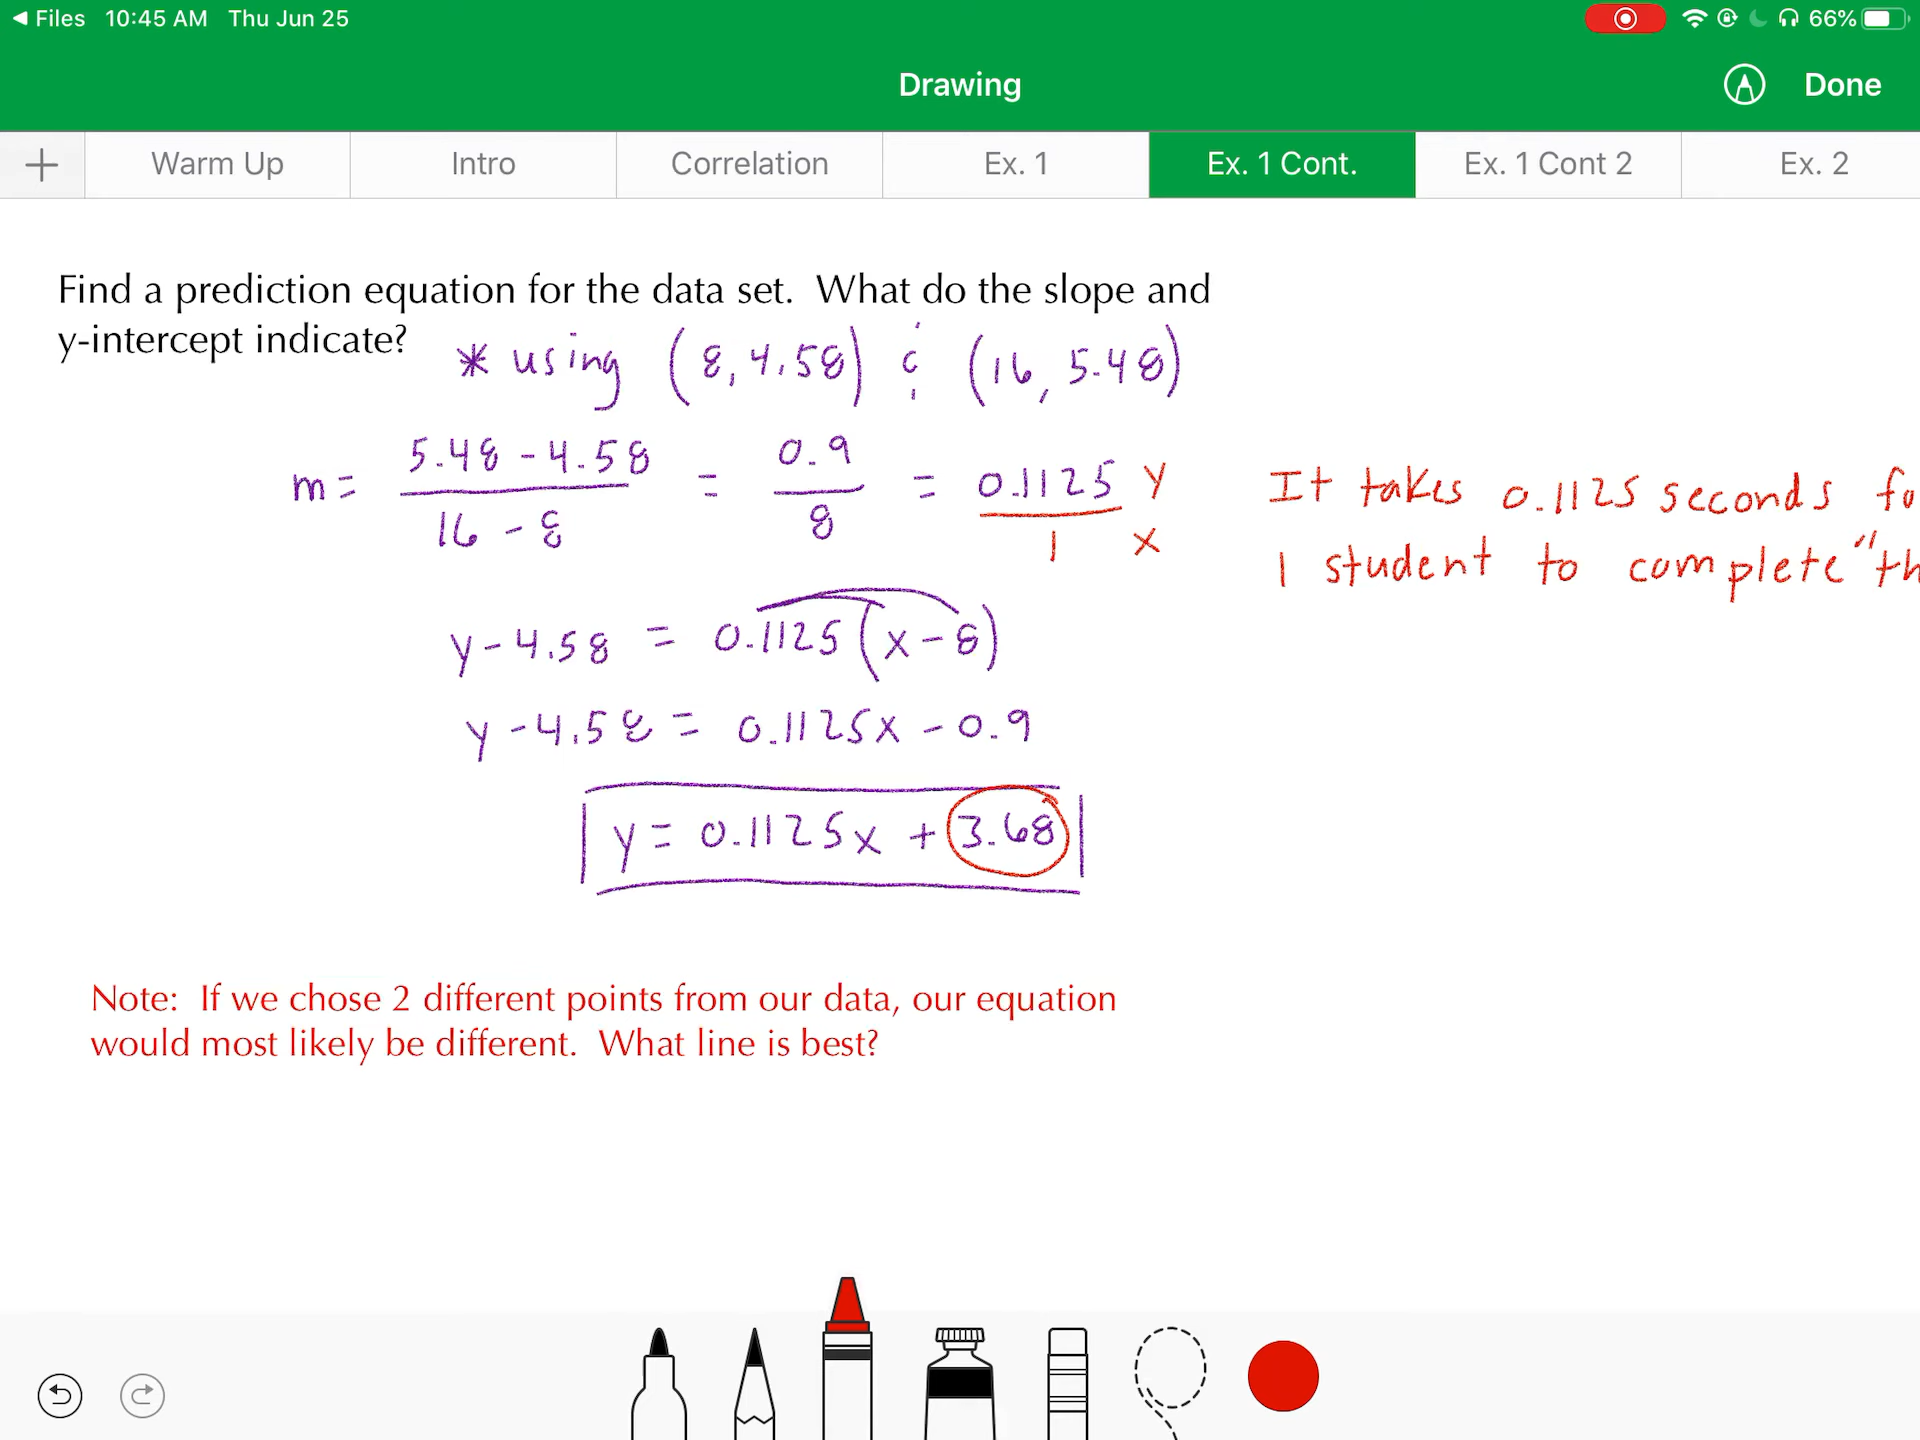 Files 10:45 AM Thu Jun 25 66%
Drawing Done
Warm Up Intro Correlation Ex. 1 Ex. 1 Cont. Ex. 1 Cont 2 Ex. 2
Find a prediction equation for the data set. What do the slope and
y-intercept indicate?
* using (8, 4.58) & (16, 5.48)
m = 5.48 - 4.58 / 16 - 8 = 0.9 / 8 = 0.1125 / 1 y / x
It takes 0.1125 seconds fo
1 student to complete "th
y - 4.58 = 0.1125 (x - 8)
y - 4.58 = 0.1125x - 0.9
y = 0.1125x + 3.68
Note: If we chose 2 different points from our data, our equation
would most likely be different. What line is best?